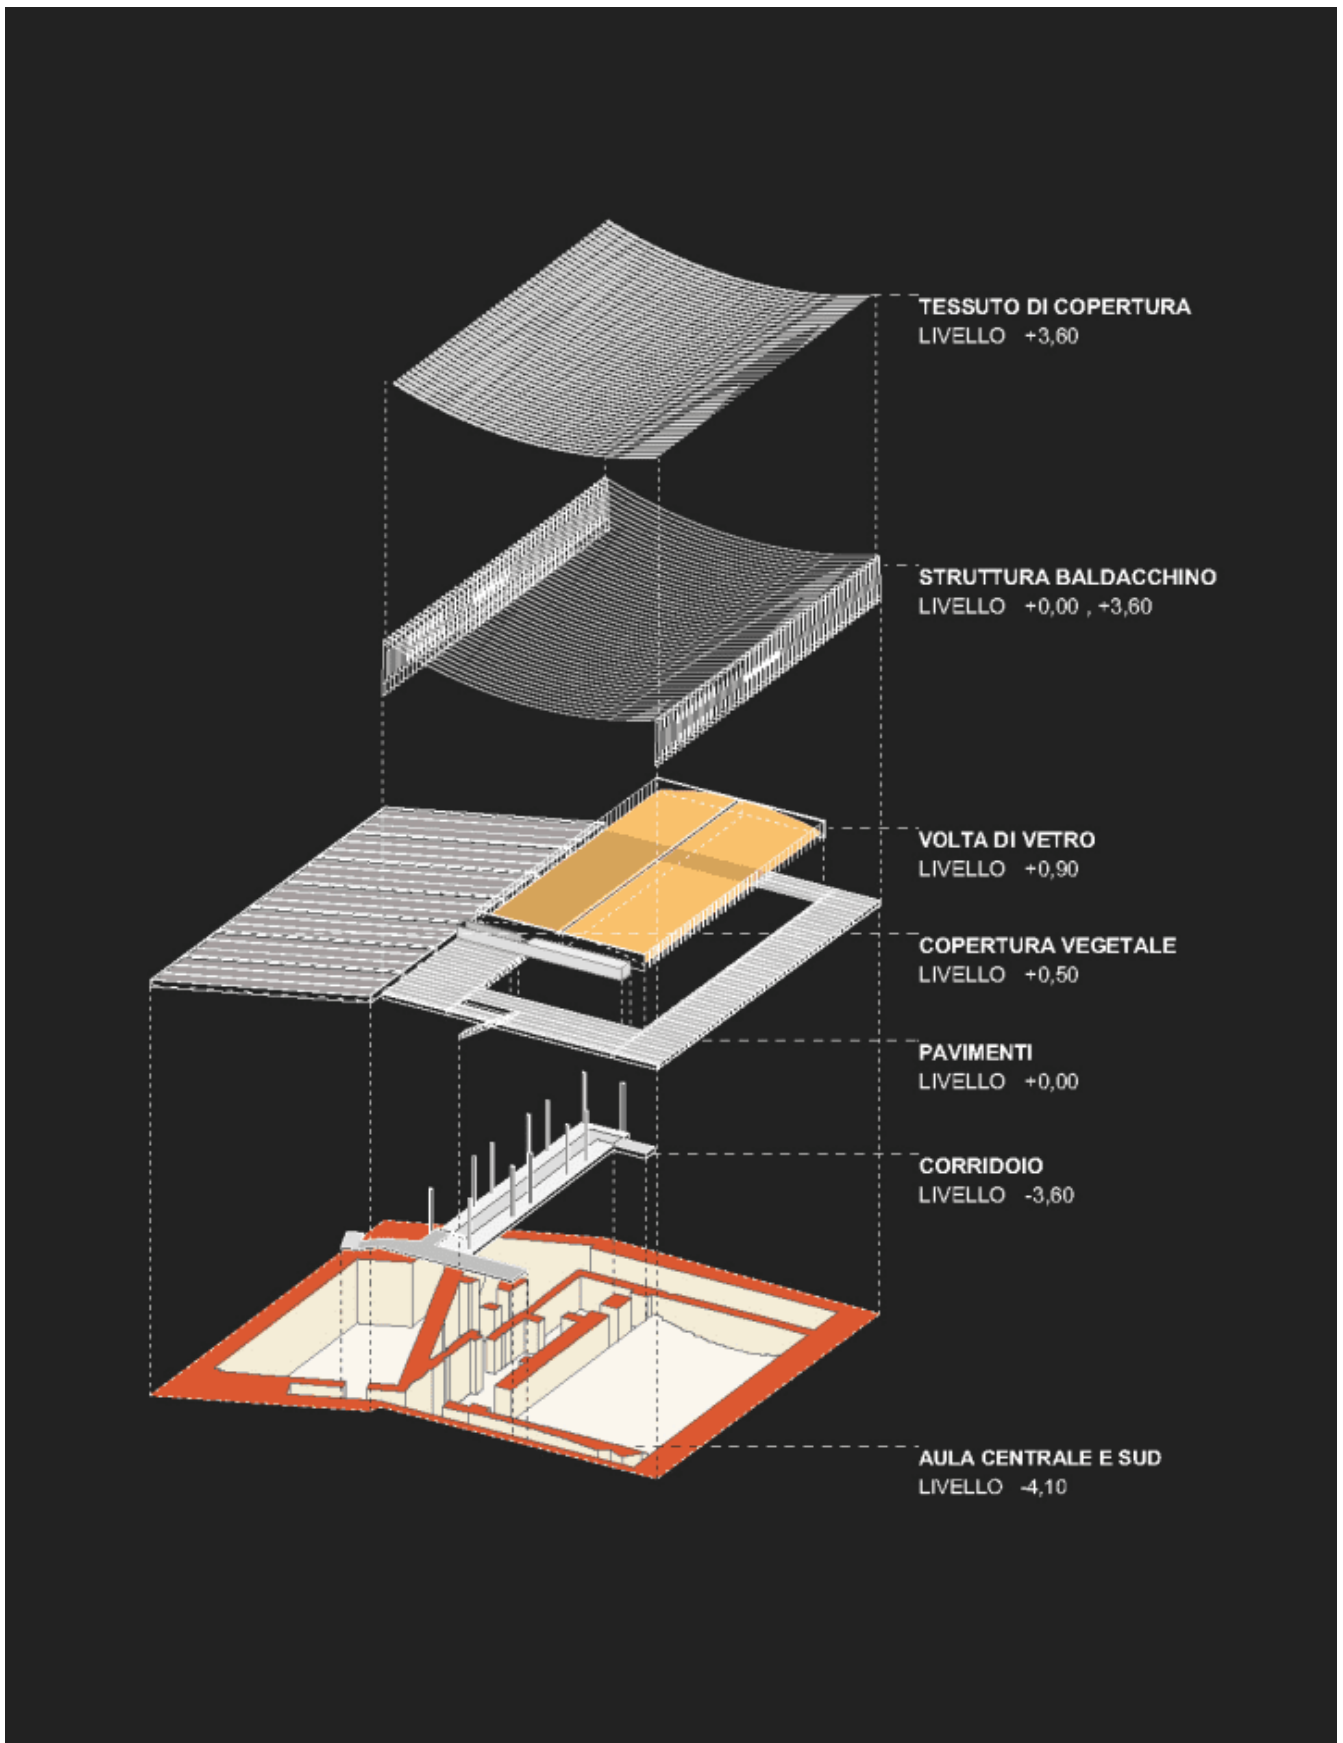 TESSUTO DI COPERTURA
LIVELLO +3,60
STRUTTURA BALDACCHINO
LIVELLO +0,00 , +3,60
VOLTA DI VETRO
LIVELLO +0,90
COPERTURA VEGETALE
LIVELLO +0,50
PAVIMENTI
LIVELLO +0,00
CORRIDOIO
LIVELLO -3,60
AULA CENTRALE E SUD
LIVELLO -4,10